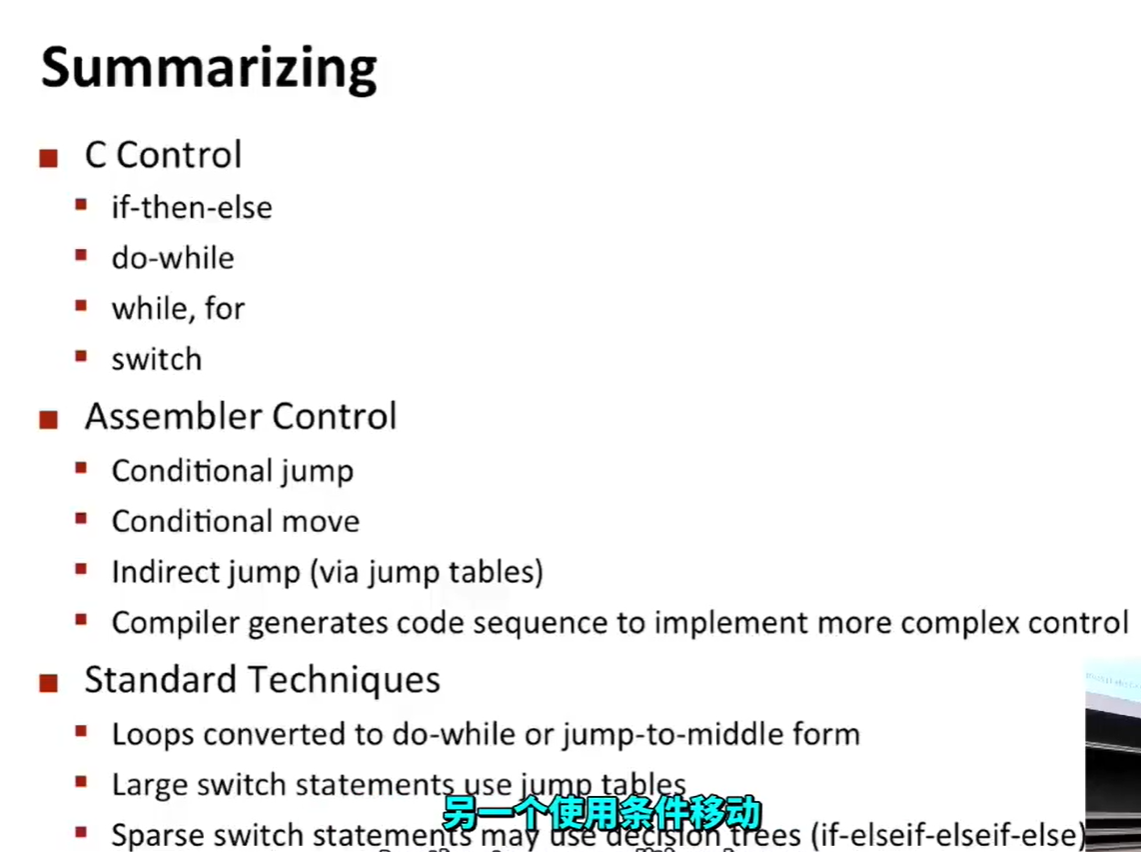 Summarizing
C Control
if-then-else
do-while
while, for
switch
Assembler Control
Conditional jump
Conditional move
Indirect jump (via jump tables)
Compiler generates code sequence to implement more complex control
Standard Techniques
Loops converted to do-while or jump-to-middle form
Large switch statements use jump tables
另一个使用条件移动
Sparse switch statements may use decision trees (if-elseif-elseif-else)